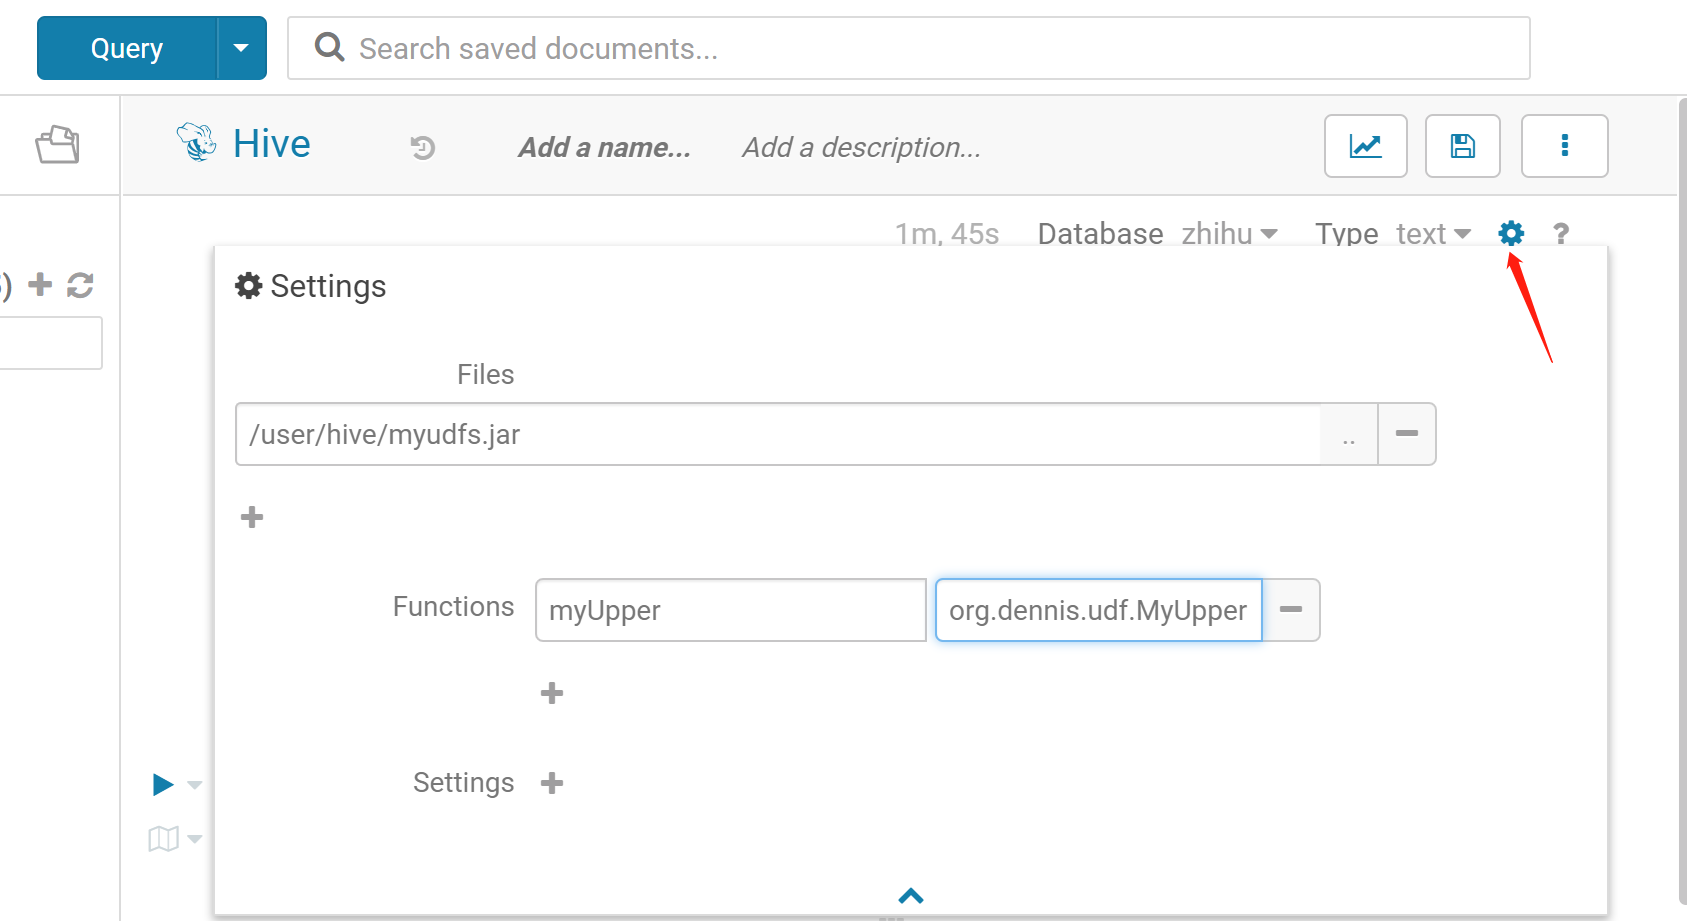 Query
Search saved documents...
Hive
Add a name...
Add a description...
1m, 45s Database zhihu Type text ?
)
Settings
Files
/user/hive/myudfs.jar ..
Functions myUpper org.dennis.udf.MyUpper
Settings